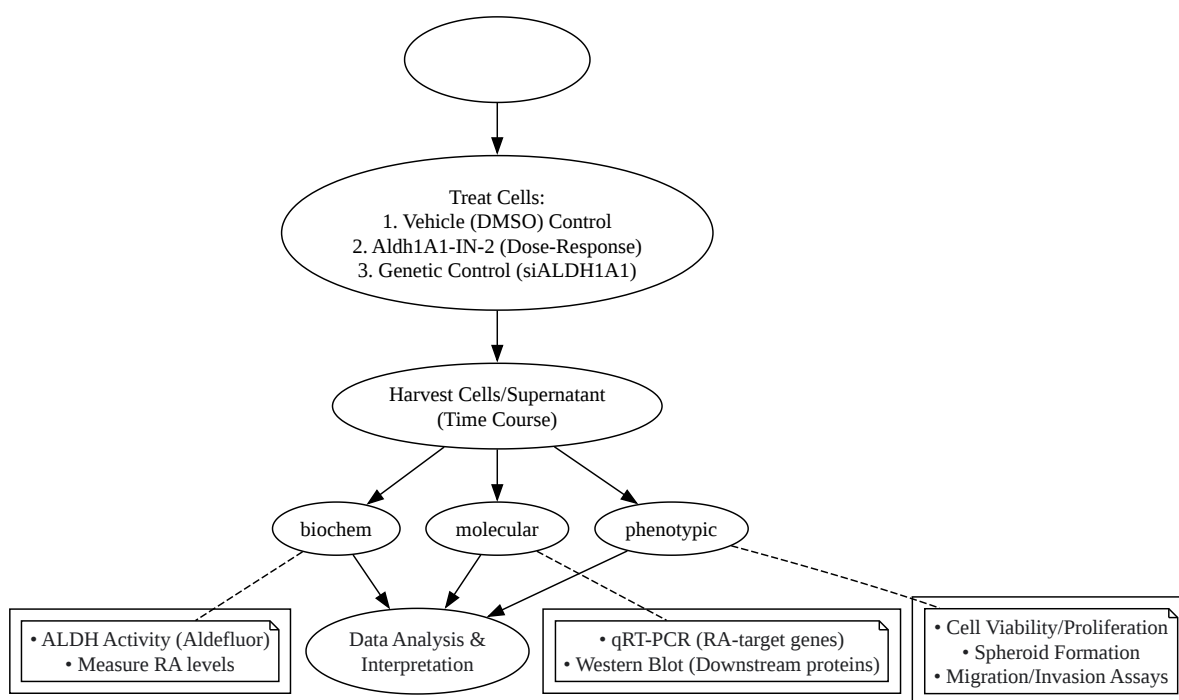 Treat Cells:
1. Vehicle (DMSO) Control
2. Aldh1A1-IN-2 (Dose-Response)
3. Genetic Control (siALDH1A1)
Harvest Cells/Supernatant
(Time Course)
biochem
molecular
phenotypic
• ALDH Activity (Aldefluor)
• Measure RA levels
Data Analysis &
Interpretation
• qRT-PCR (RA-target genes)
• Western Blot (Downstream proteins)
• Cell Viability/Proliferation
• Spheroid Formation
• Migration/Invasion Assays